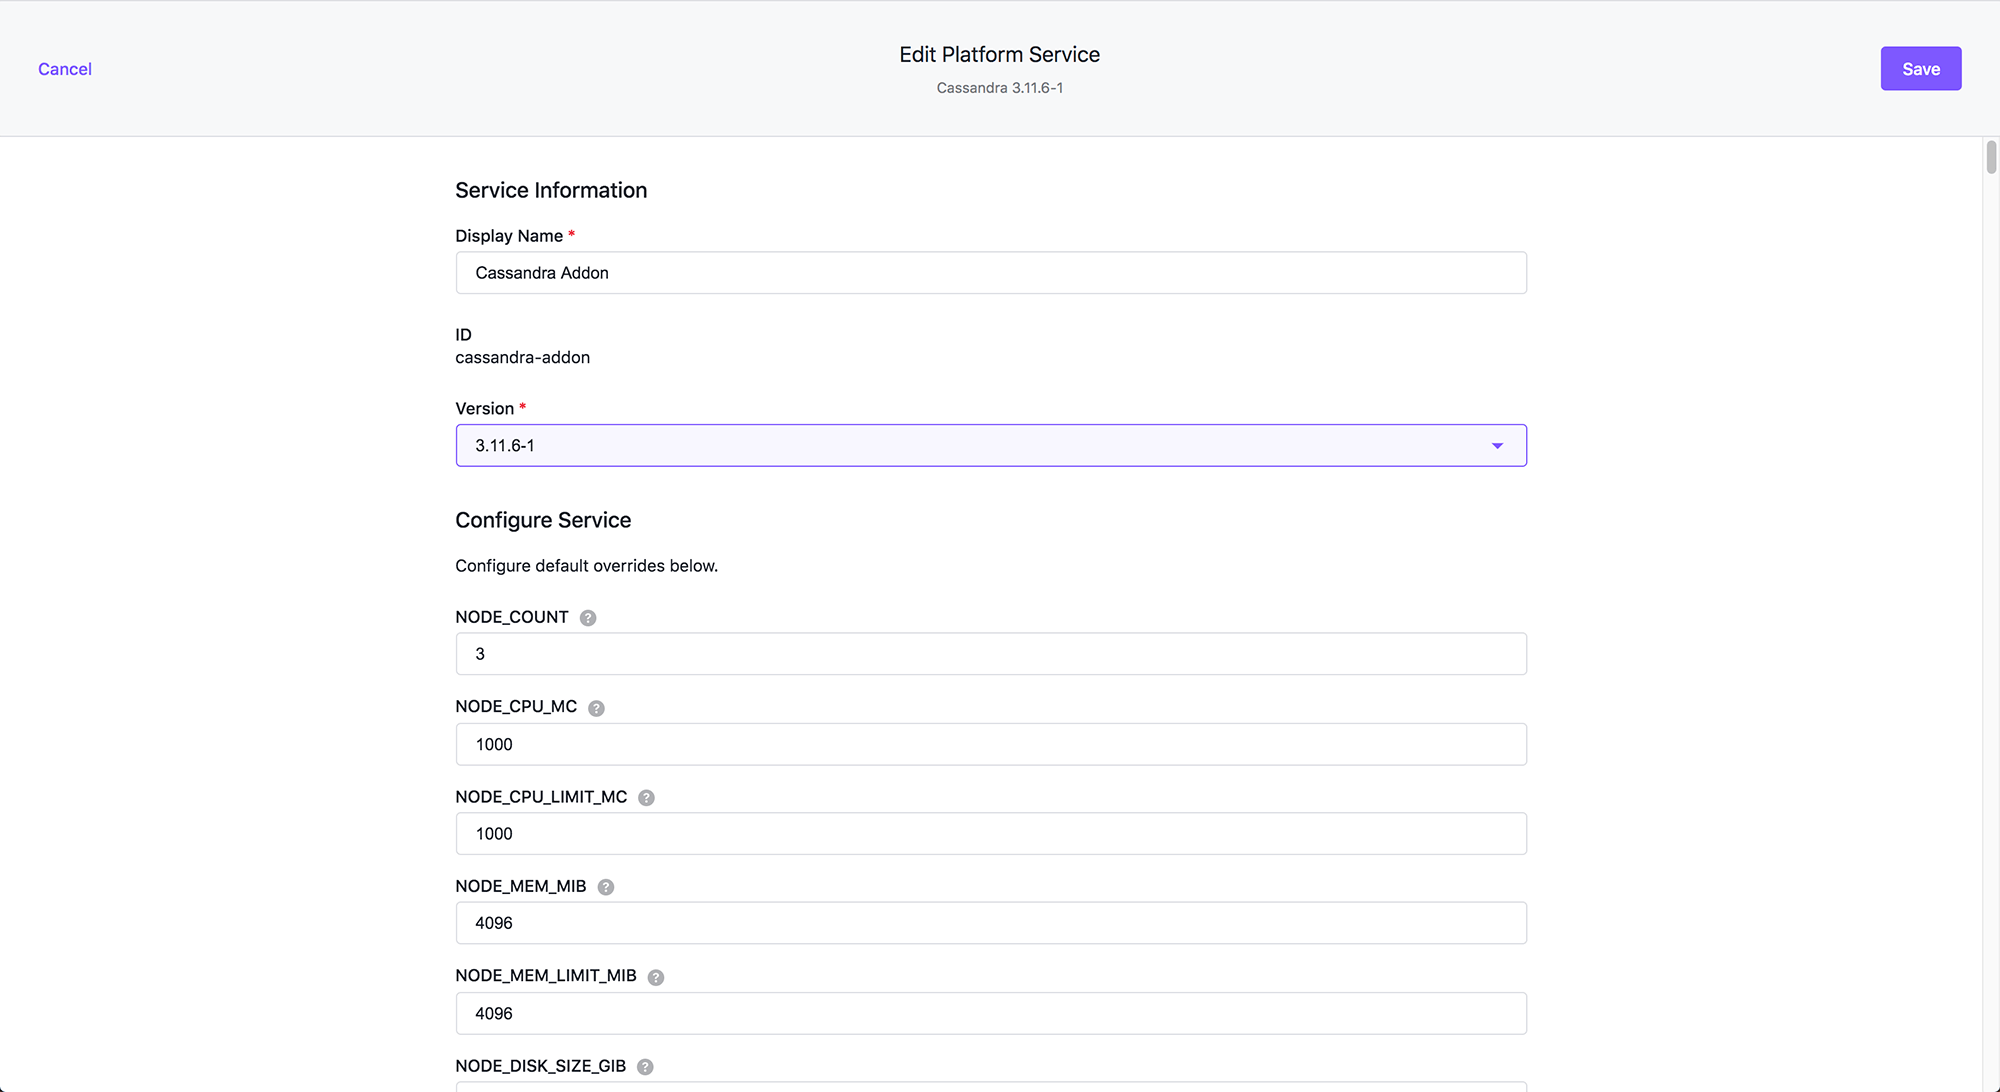 Cancel
Edit Platform Service
Cassandra 3.11.6-1
Save
Service Information
Display Name *
Cassandra Addon
ID
cassandra-addon
Version *
3.11.6-1
Configure Service
Configure default overrides below.
NODE_COUNT ?
3
NODE_CPU_MC ?
1000
NODE_CPU_LIMIT_MC ?
1000
NODE_MEM_MIB ?
4096
NODE_MEM_LIMIT_MIB ?
4096
NODE_DISK_SIZE_GIB ?